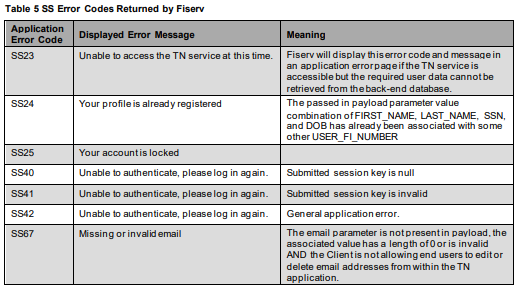 Table 5 SS Error Codes Returned by Fiserv
Application Error Code | Displayed Error Message | Meaning
SS23 | Unable to access the TN service at this time. | Fiserv will display this error code and message in
an application error page if the TN service is
accessible but the required user data cannot be
retrieved from the back-end database.
SS24 | Your profile is already registered | The passed in payload parameter value
combination of FIRST_NAME, LAST_NAME, SSN,
and DOB has already been associated with some
other USER_FI_NUMBER
SS25 | Your account is locked
SS40 | Unable to authenticate, please log in again. | Submitted session key is null
SS41 | Unable to authenticate, please log in again. | Submitted session key is invalid
SS42 | Unable to authenticate, please log in again. | General application error.
SS67 | Missing or invalid email | The email parameter is not present in payload, the
associated value has a length of 0 or is invalid
AND the Client is not allowing end users to edit or
delete email addresses from within the TN
application.